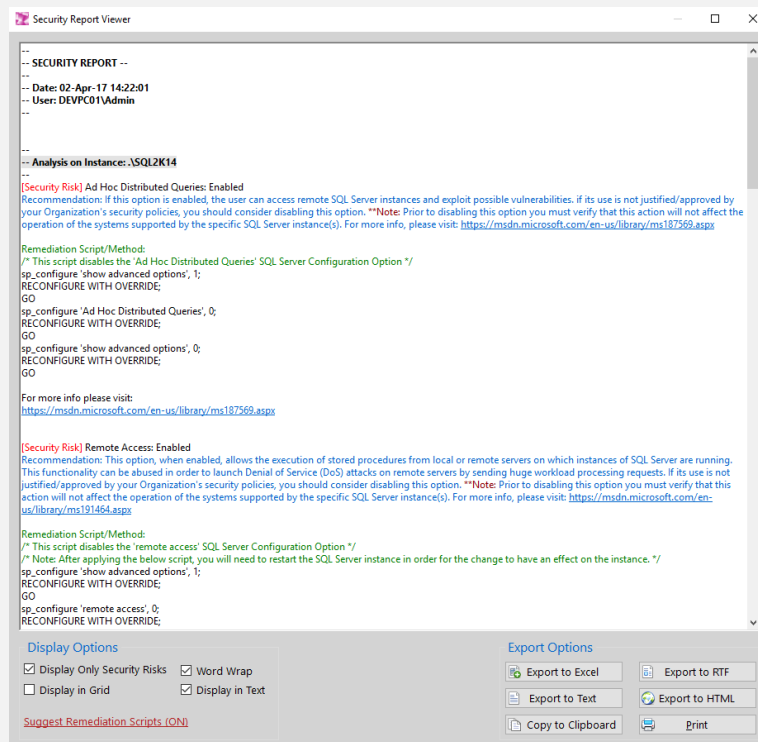 Security Report Viewer
--
-- SECURITY REPORT --
--
-- Date: 02-Apr-17 14:22:01
-- User: DEVPC01\Admin
--
--
-- Analysis on Instance: .\SQL2K14
--
[Security Risk] Ad Hoc Distributed Queries: Enabled
Recommendation: If this option is enabled, the user can access remote SQL Server instances and exploit possible vulnerabilities. if its use is not justified/approved by
your Organization's security policies, you should consider disabling this option. **Note: Prior to disabling this option you must verify that this action will not affect the
operation of the systems supported by the specific SQL Server instance(s). For more info, please visit: https://msdn.microsoft.com/en-us/library/ms187569.aspx
Remediation Script/Method:
/* This script disables the 'Ad Hoc Distributed Queries' SQL Server Configuration Option */
sp_configure 'show advanced options', 1;
RECONFIGURE WITH OVERRIDE;
GO
sp_configure 'Ad Hoc Distributed Queries', 0;
RECONFIGURE WITH OVERRIDE;
GO
sp_configure 'show advanced options', 0;
RECONFIGURE WITH OVERRIDE;
GO
For more info please visit:
https://msdn.microsoft.com/en-us/library/ms187569.aspx
[Security Risk] Remote Access: Enabled
Recommendation: This option, when enabled, allows the execution of stored procedures from local or remote servers on which instances of SQL Server are running.
This functionality can be abused in order to launch Denial of Service (DoS) attacks on remote servers by sending huge workload processing requests. If its use is not
justified/approved by your Organization's security policies, you should consider disabling this option. **Note: Prior to disabling this option you must verify that this
action will not affect the operation of the systems supported by the specific SQL Server instance(s). For more info, please visit: https://msdn.microsoft.com/en-
us/library/ms191464.aspx
Remediation Script/Method:
/* This script disables the 'remote access' SQL Server Configuration Option */
/* Note: After applying the below script, you will need to restart the SQL Server instance in order for the change to have an effect on the instance. */
sp_configure 'show advanced options', 1;
RECONFIGURE WITH OVERRIDE;
GO
sp_configure 'remote access', 0;
RECONFIGURE WITH OVERRIDE;
Display Options
Display Only Security Risks
Word Wrap
Display in Grid
Display in Text
Suggest Remediation Scripts (ON)
Export Options
Export to Excel
Export to RTF
Export to Text
Export to HTML
Copy to Clipboard
Print